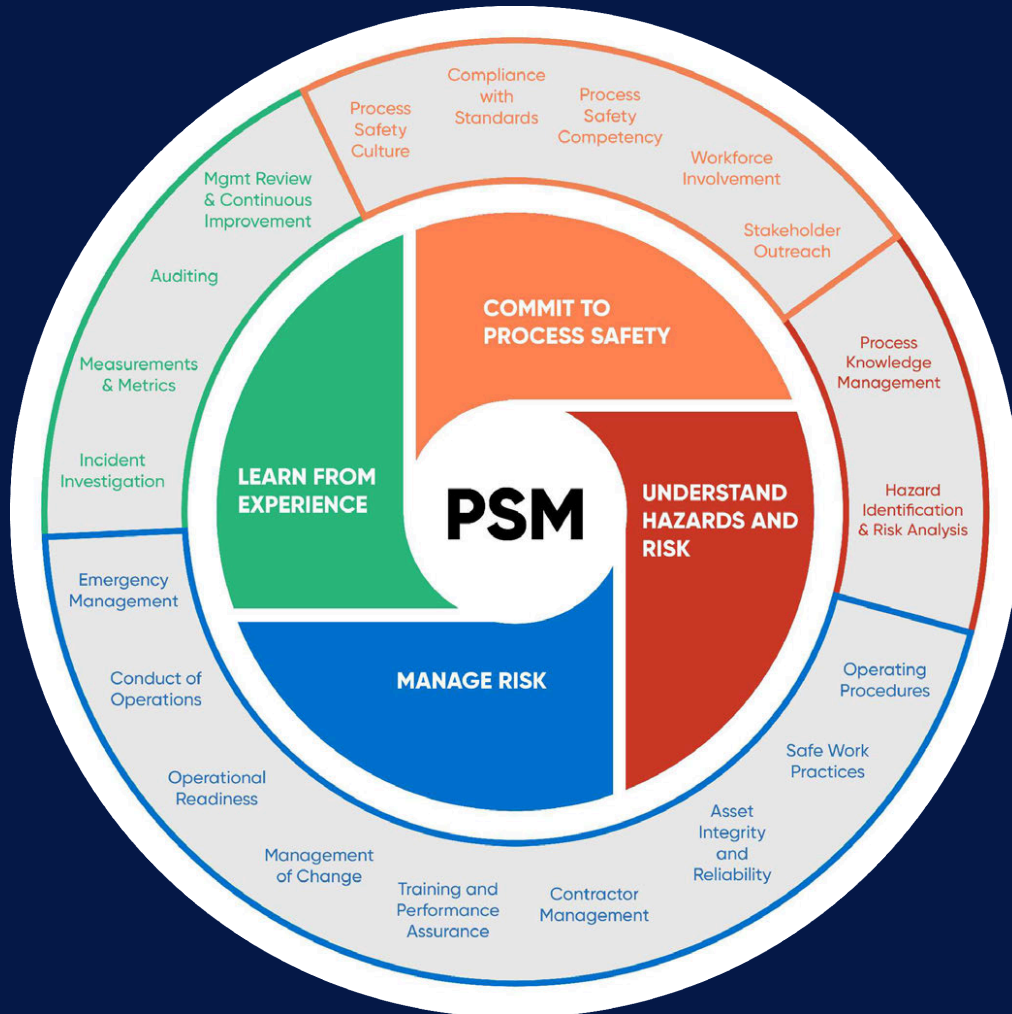 PSM
COMMIT TO
PROCESS SAFETY
UNDERSTAND
HAZARDS AND
RISK
MANAGE RISK
LEARN FROM
EXPERIENCE
Process
Safety
Culture
Compliance
with
Standards
Process
Safety
Competency
Workforce
Involvement
Stakeholder
Outreach
Process
Knowledge
Management
Hazard
Identification
& Risk Analysis
Operating
Procedures
Safe Work
Practices
Asset
Integrity
and
Reliability
Contractor
Management
Training and
Performance
Assurance
Management
of Change
Operational
Readiness
Conduct of
Operations
Emergency
Management
Incident
Investigation
Measurements
& Metrics
Auditing
Mgmt Review
& Continuous
Improvement